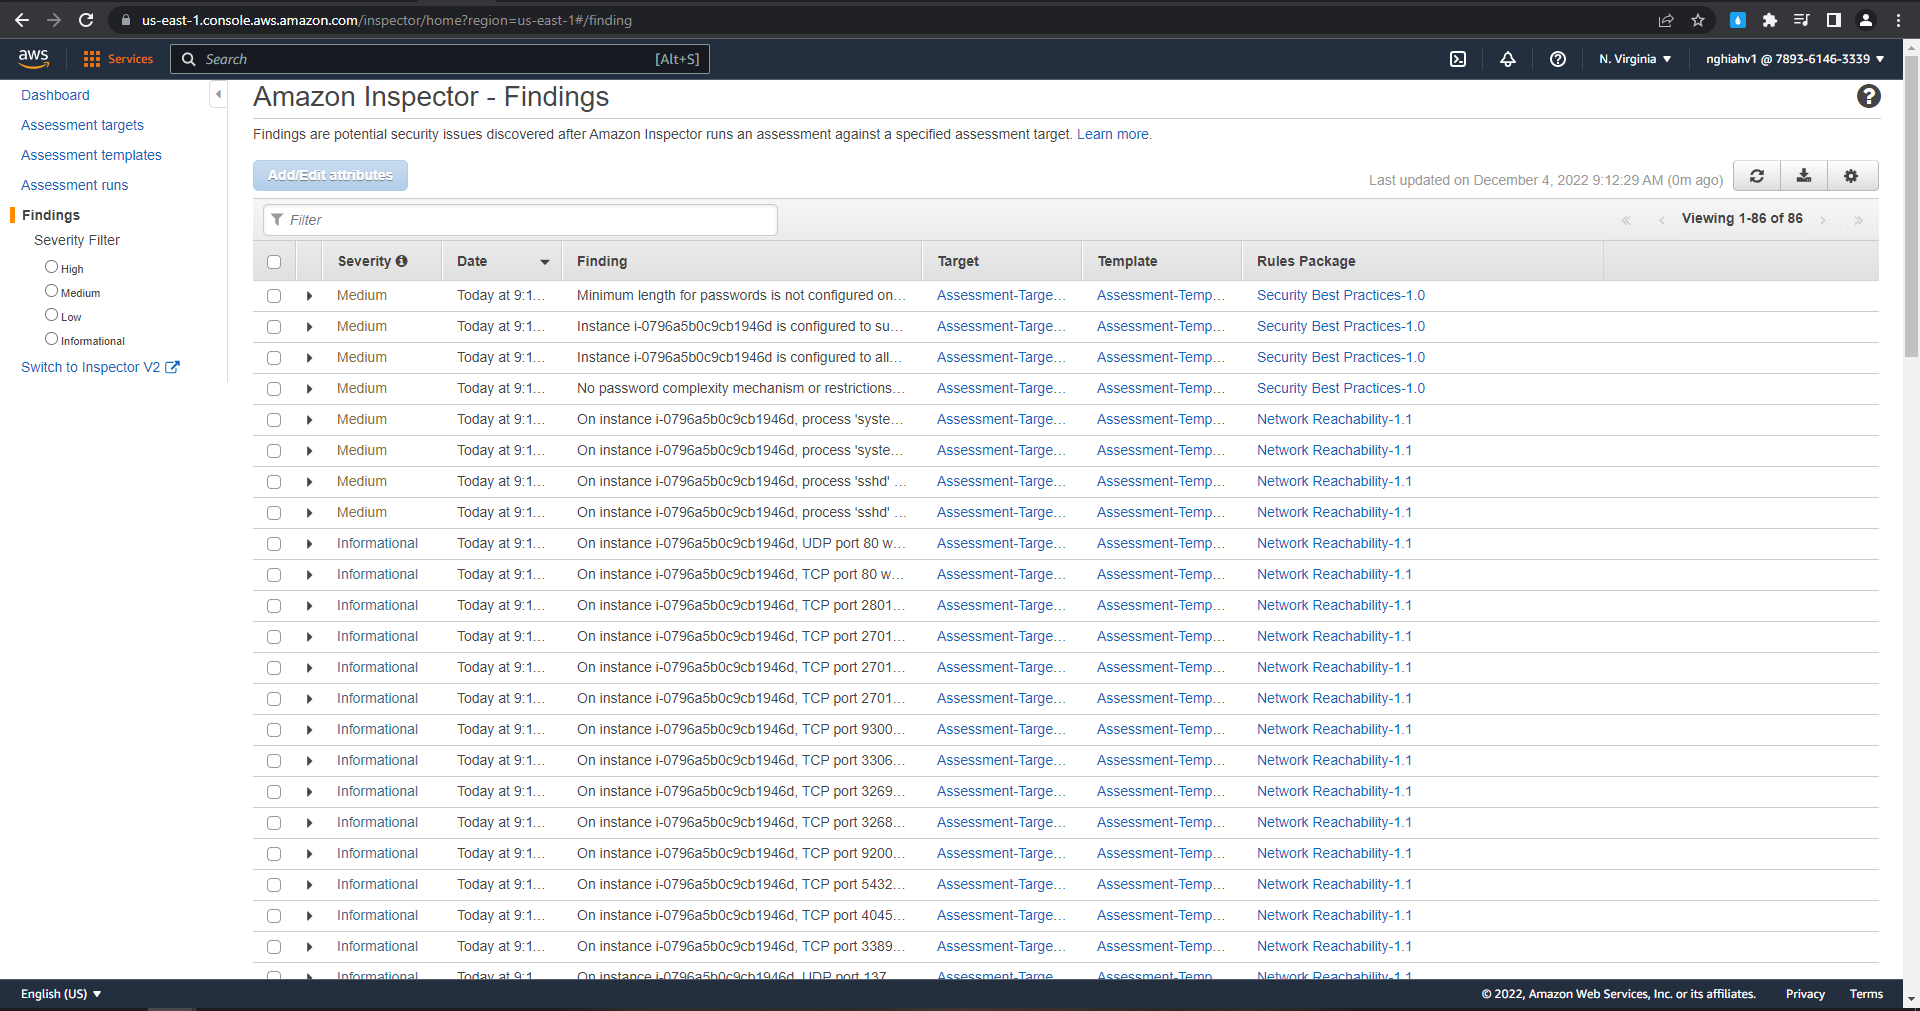 us-east-1.console.aws.amazon.com/inspector/home?region=us-east-1#/finding
aws
Services
Search
[Alt+S]
N. Virginia
nghiahv1 @ 7893-6146-3339
Dashboard
Assessment targets
Assessment templates
Assessment runs
Findings
Severity Filter
High
Medium
Low
Informational
Switch to Inspector V2
Amazon Inspector - Findings
Findings are potential security issues discovered after Amazon Inspector runs an assessment against a specified assessment target. Learn more.
Add/Edit attributes
Last updated on December 4, 2022 9:12:29 AM (0m ago)
Filter
Viewing 1-86 of 86
Severity Date Finding Target Template Rules Package
Medium Today at 9:1... Minimum length for passwords is not configured on... Assessment-Targe... Assessment-Temp... Security Best Practices-1.0
Medium Today at 9:1... Instance i-0796a5b0c9cb1946d is configured to su... Assessment-Targe... Assessment-Temp... Security Best Practices-1.0
Medium Today at 9:1... Instance i-0796a5b0c9cb1946d is configured to all... Assessment-Targe... Assessment-Temp... Security Best Practices-1.0
Medium Today at 9:1... No password complexity mechanism or restrictions... Assessment-Targe... Assessment-Temp... Security Best Practices-1.0
Medium Today at 9:1... On instance i-0796a5b0c9cb1946d, process 'syste... Assessment-Targe... Assessment-Temp... Network Reachability-1.1
Medium Today at 9:1... On instance i-0796a5b0c9cb1946d, process 'syste... Assessment-Targe... Assessment-Temp... Network Reachability-1.1
Medium Today at 9:1... On instance i-0796a5b0c9cb1946d, process 'sshd' ... Assessment-Targe... Assessment-Temp... Network Reachability-1.1
Medium Today at 9:1... On instance i-0796a5b0c9cb1946d, process 'sshd' ... Assessment-Targe... Assessment-Temp... Network Reachability-1.1
Informational Today at 9:1... On instance i-0796a5b0c9cb1946d, UDP port 80 w... Assessment-Targe... Assessment-Temp... Network Reachability-1.1
Informational Today at 9:1... On instance i-0796a5b0c9cb1946d, TCP port 80 w... Assessment-Targe... Assessment-Temp... Network Reachability-1.1
Informational Today at 9:1... On instance i-0796a5b0c9cb1946d, TCP port 2801... Assessment-Targe... Assessment-Temp... Network Reachability-1.1
Informational Today at 9:1... On instance i-0796a5b0c9cb1946d, TCP port 2701... Assessment-Targe... Assessment-Temp... Network Reachability-1.1
Informational Today at 9:1... On instance i-0796a5b0c9cb1946d, TCP port 2701... Assessment-Targe... Assessment-Temp... Network Reachability-1.1
Informational Today at 9:1... On instance i-0796a5b0c9cb1946d, TCP port 2701... Assessment-Targe... Assessment-Temp... Network Reachability-1.1
Informational Today at 9:1... On instance i-0796a5b0c9cb1946d, TCP port 9300... Assessment-Targe... Assessment-Temp... Network Reachability-1.1
Informational Today at 9:1... On instance i-0796a5b0c9cb1946d, TCP port 3306... Assessment-Targe... Assessment-Temp... Network Reachability-1.1
Informational Today at 9:1... On instance i-0796a5b0c9cb1946d, TCP port 3269... Assessment-Targe... Assessment-Temp... Network Reachability-1.1
Informational Today at 9:1... On instance i-0796a5b0c9cb1946d, TCP port 3268... Assessment-Targe... Assessment-Temp... Network Reachability-1.1
Informational Today at 9:1... On instance i-0796a5b0c9cb1946d, TCP port 9200... Assessment-Targe... Assessment-Temp... Network Reachability-1.1
Informational Today at 9:1... On instance i-0796a5b0c9cb1946d, TCP port 5432... Assessment-Targe... Assessment-Temp... Network Reachability-1.1
Informational Today at 9:1... On instance i-0796a5b0c9cb1946d, TCP port 4045... Assessment-Targe... Assessment-Temp... Network Reachability-1.1
Informational Today at 9:1... On instance i-0796a5b0c9cb1946d, TCP port 3389... Assessment-Targe... Assessment-Temp... Network Reachability-1.1
Informational Today at 9:1... On instance i-0796a5b0c9cb1946d, UDP port 137... Assessment-Targe... Assessment-Temp... Network Reachability-1.1
English (US)
© 2022, Amazon Web Services, Inc. or its affiliates.
Privacy
Terms